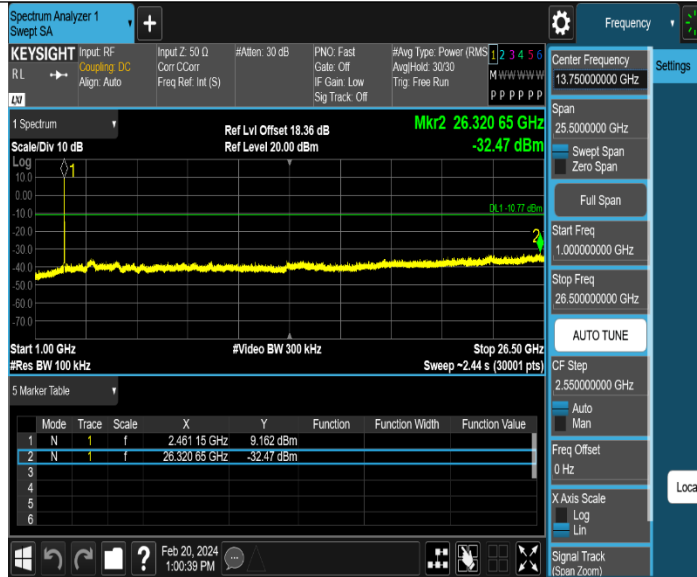 Spectrum Analyzer 1
Swept SA
+
Frequency
KEYSIGHT
RL
LXI
Input: RF
Coupling: DC
Align: Auto
Input Z: 50 Ω
Corr CCorr
Freq Ref: Int (S)
#Atten: 30 dB
PNO: Fast
Gate: Off
IF Gain: Low
Sig Track: Off
#Avg Type: Power (RMS
Avg|Hold: 30/30
Trig: Free Run
1 2 3 4 5 6
M W W W W W
P P P P P P
1 Spectrum
Scale/Div 10 dB
Ref Lvl Offset 18.36 dB
Ref Level 20.00 dBm
Mkr2 26.320 65 GHz
-32.47 dBm
Log
10.0
0.00
-10.0
-20.0
-30.0
-40.0
-50.0
-60.0
-70.0
1
DL1 -10.77 dBm
2
Start 1.00 GHz
#Res BW 100 kHz
#Video BW 300 kHz
Stop 26.50 GHz
Sweep ~2.44 s (30001 pts)
5 Marker Table
Mode Trace Scale X Y Function Function Width Function Value
1 N 1 f 2.461 15 GHz 9.162 dBm
2 N 1 f 26.320 65 GHz -32.47 dBm
3
4
5
6
?
Feb 20, 2024
1:00:39 PM
Center Frequency
13.750000000 GHz
Settings
Span
25.5000000 GHz
Swept Span
Zero Span
Full Span
Start Freq
1.000000000 GHz
Stop Freq
26.500000000 GHz
AUTO TUNE
CF Step
2.550000000 GHz
Auto
Man
Freq Offset
0 Hz
X Axis Scale
Log
Lin
Signal Track
(Span Zoom)
Loca